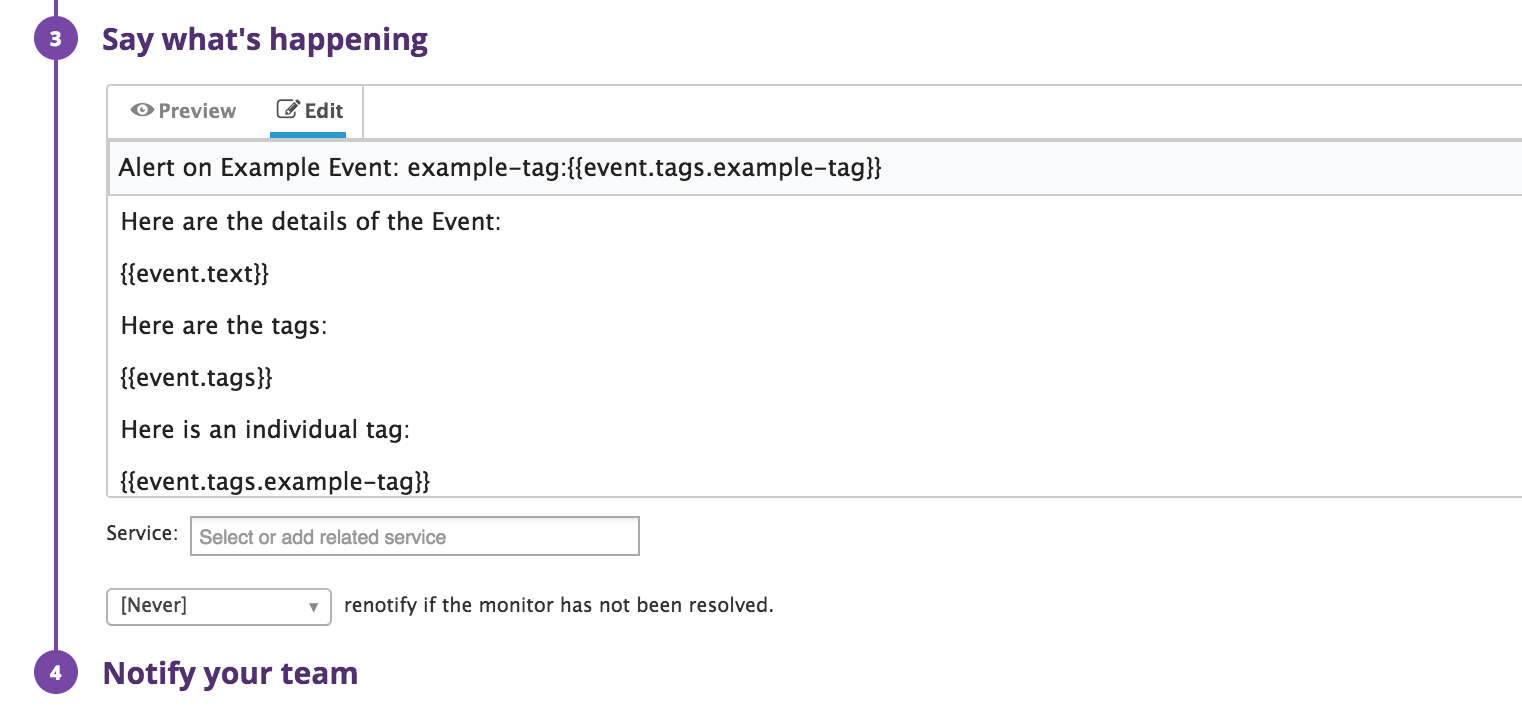 3 Say what's happening
Preview Edit
Alert on Example Event: example-tag:{{event.tags.example-tag}}
Here are the details of the Event:
{{event.text}}
Here are the tags:
{{event.tags}}
Here is an individual tag:
{{event.tags.example-tag}}
Service: Select or add related service
[Never] ▼ renotify if the monitor has not been resolved.
4 Notify your team